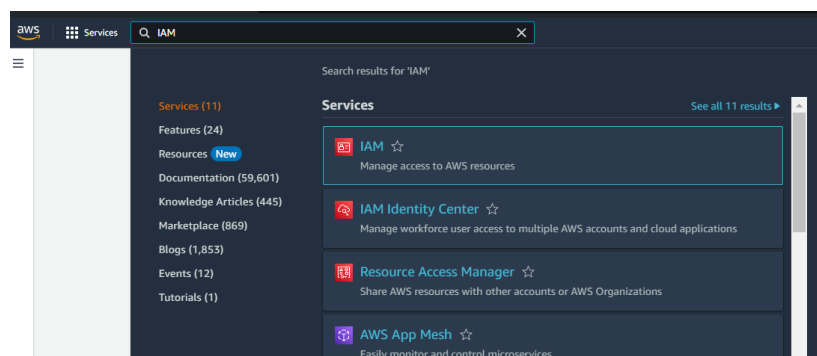 aws
Services
IAM
Search results for 'IAM'
Services (11)
Features (24)
Resources New
Documentation (59,601)
Knowledge Articles (445)
Marketplace (869)
Blogs (1,853)
Events (12)
Tutorials (1)
Services
See all 11 results
IAM
Manage access to AWS resources
IAM Identity Center
Manage workforce user access to multiple AWS accounts and cloud applications
Resource Access Manager
Share AWS resources with other accounts or AWS Organizations
AWS App Mesh
Easily monitor and control microservices